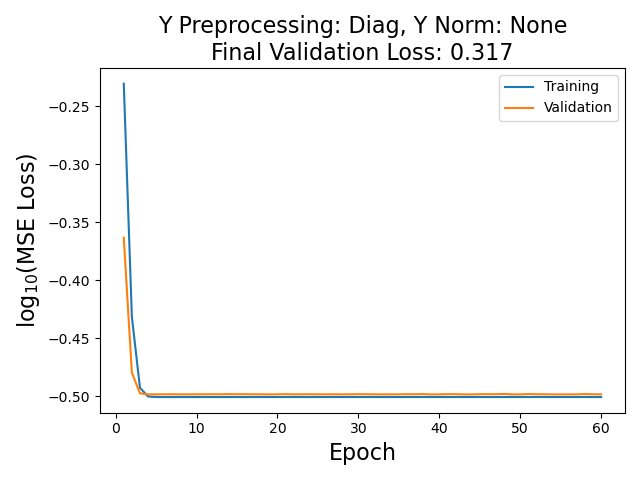 Y Preprocessing: Diag, Y Norm: None
Final Validation Loss: 0.317
Training
Validation
−0.25
−0.30
−0.35
−0.40
−0.45
−0.50
log₁₀(MSE Loss)
0
10
20
30
40
50
60
Epoch